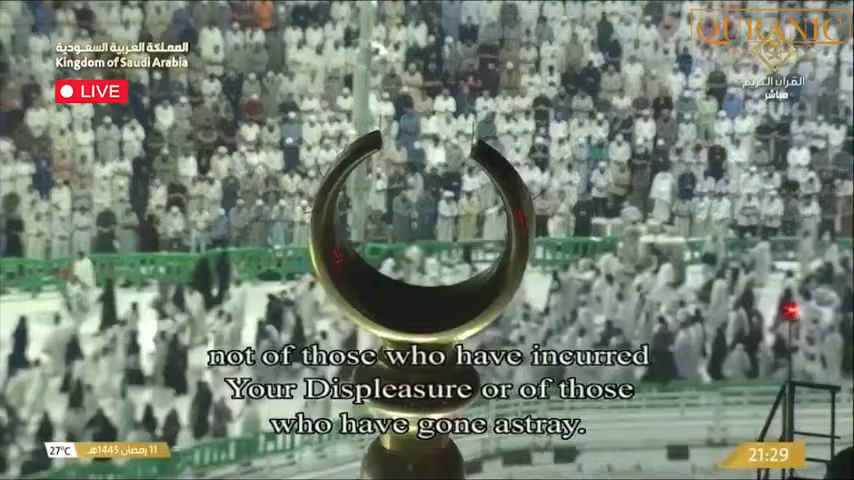 المملكة العربية السعودية
Kingdom of Saudi Arabia
LIVE
QURANIC
القرآن الكريم
مباشر
not of those who have incurred
Your Displeasure or of those
who have gone astray.
27°C
11 رمضان 1445هـ
21:29